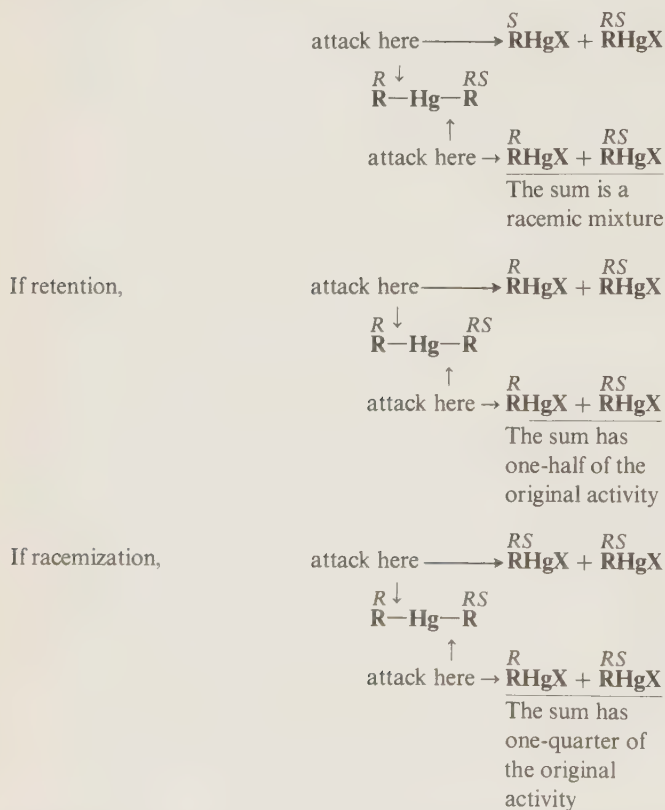 S RS
attack here → RHgX + RHgX
R ↓ RS
R—Hg—R
↑
R RS
attack here → RHgX + RHgX
The sum is a
racemic mixture
R RS
If retention, attack here → RHgX + RHgX
R ↓ RS
R—Hg—R
↑
R RS
attack here → RHgX + RHgX
The sum has
one-half of the
original activity
RS RS
If racemization, attack here → RHgX + RHgX
R ↓ RS
R—Hg—R
↑
R RS
attack here → RHgX + RHgX
The sum has
one-quarter of
the original
activity